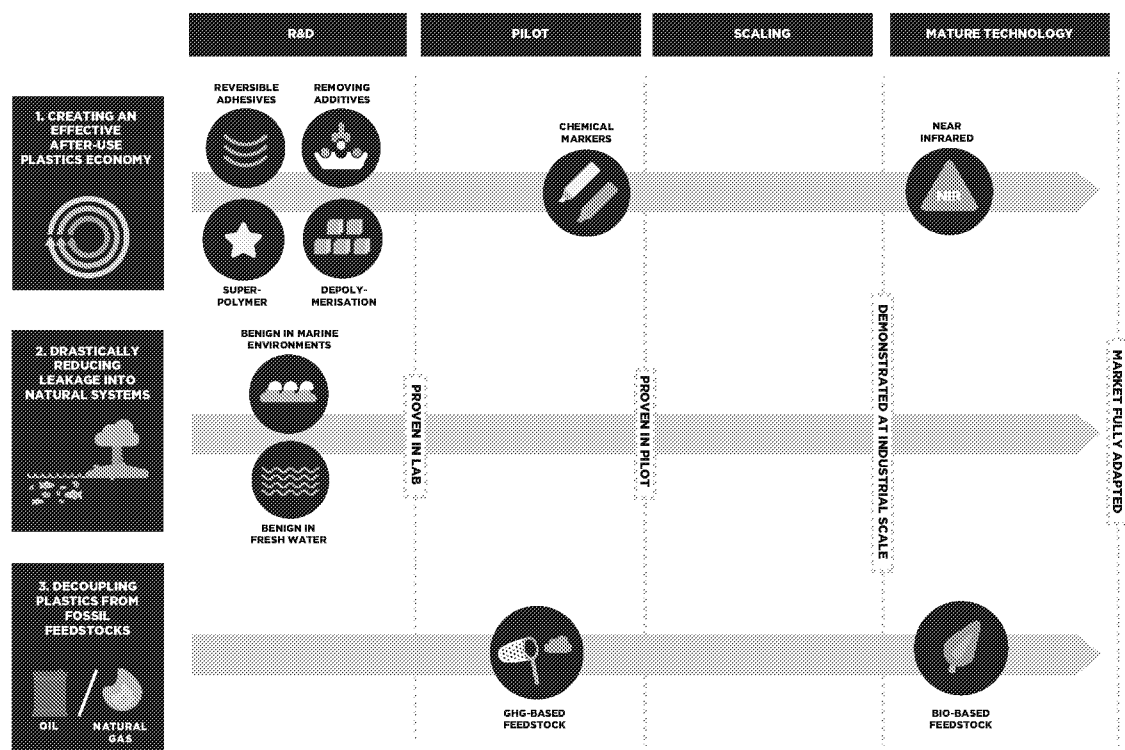 R&D
PILOT
SCALING
MATURE TECHNOLOGY
1. CREATING AN
EFFECTIVE
AFTER-USE
PLASTICS ECONOMY
REVERSIBLE
ADHESIVES
REMOVING
ADDITIVES
CHEMICAL
MARKERS
NEAR
INFRARED
NIR
SUPER-
POLYMER
DEPOLY-
MERISATION
2. DRASTICALLY
REDUCING
LEAKAGE INTO
NATURAL SYSTEMS
BENIGN IN MARINE
ENVIRONMENTS
BENIGN IN
FRESH WATER
PROVEN IN LAB
PROVEN IN PILOT
DEMONSTRATED AT INDUSTRIAL SCALE
MARKET FULLY ADAPTED
3. DECOUPLING
PLASTICS FROM
FOSSIL
FEEDSTOCKS
OIL
NATURAL
GAS
GHG-BASED
FEEDSTOCK
BIO-BASED
FEEDSTOCK